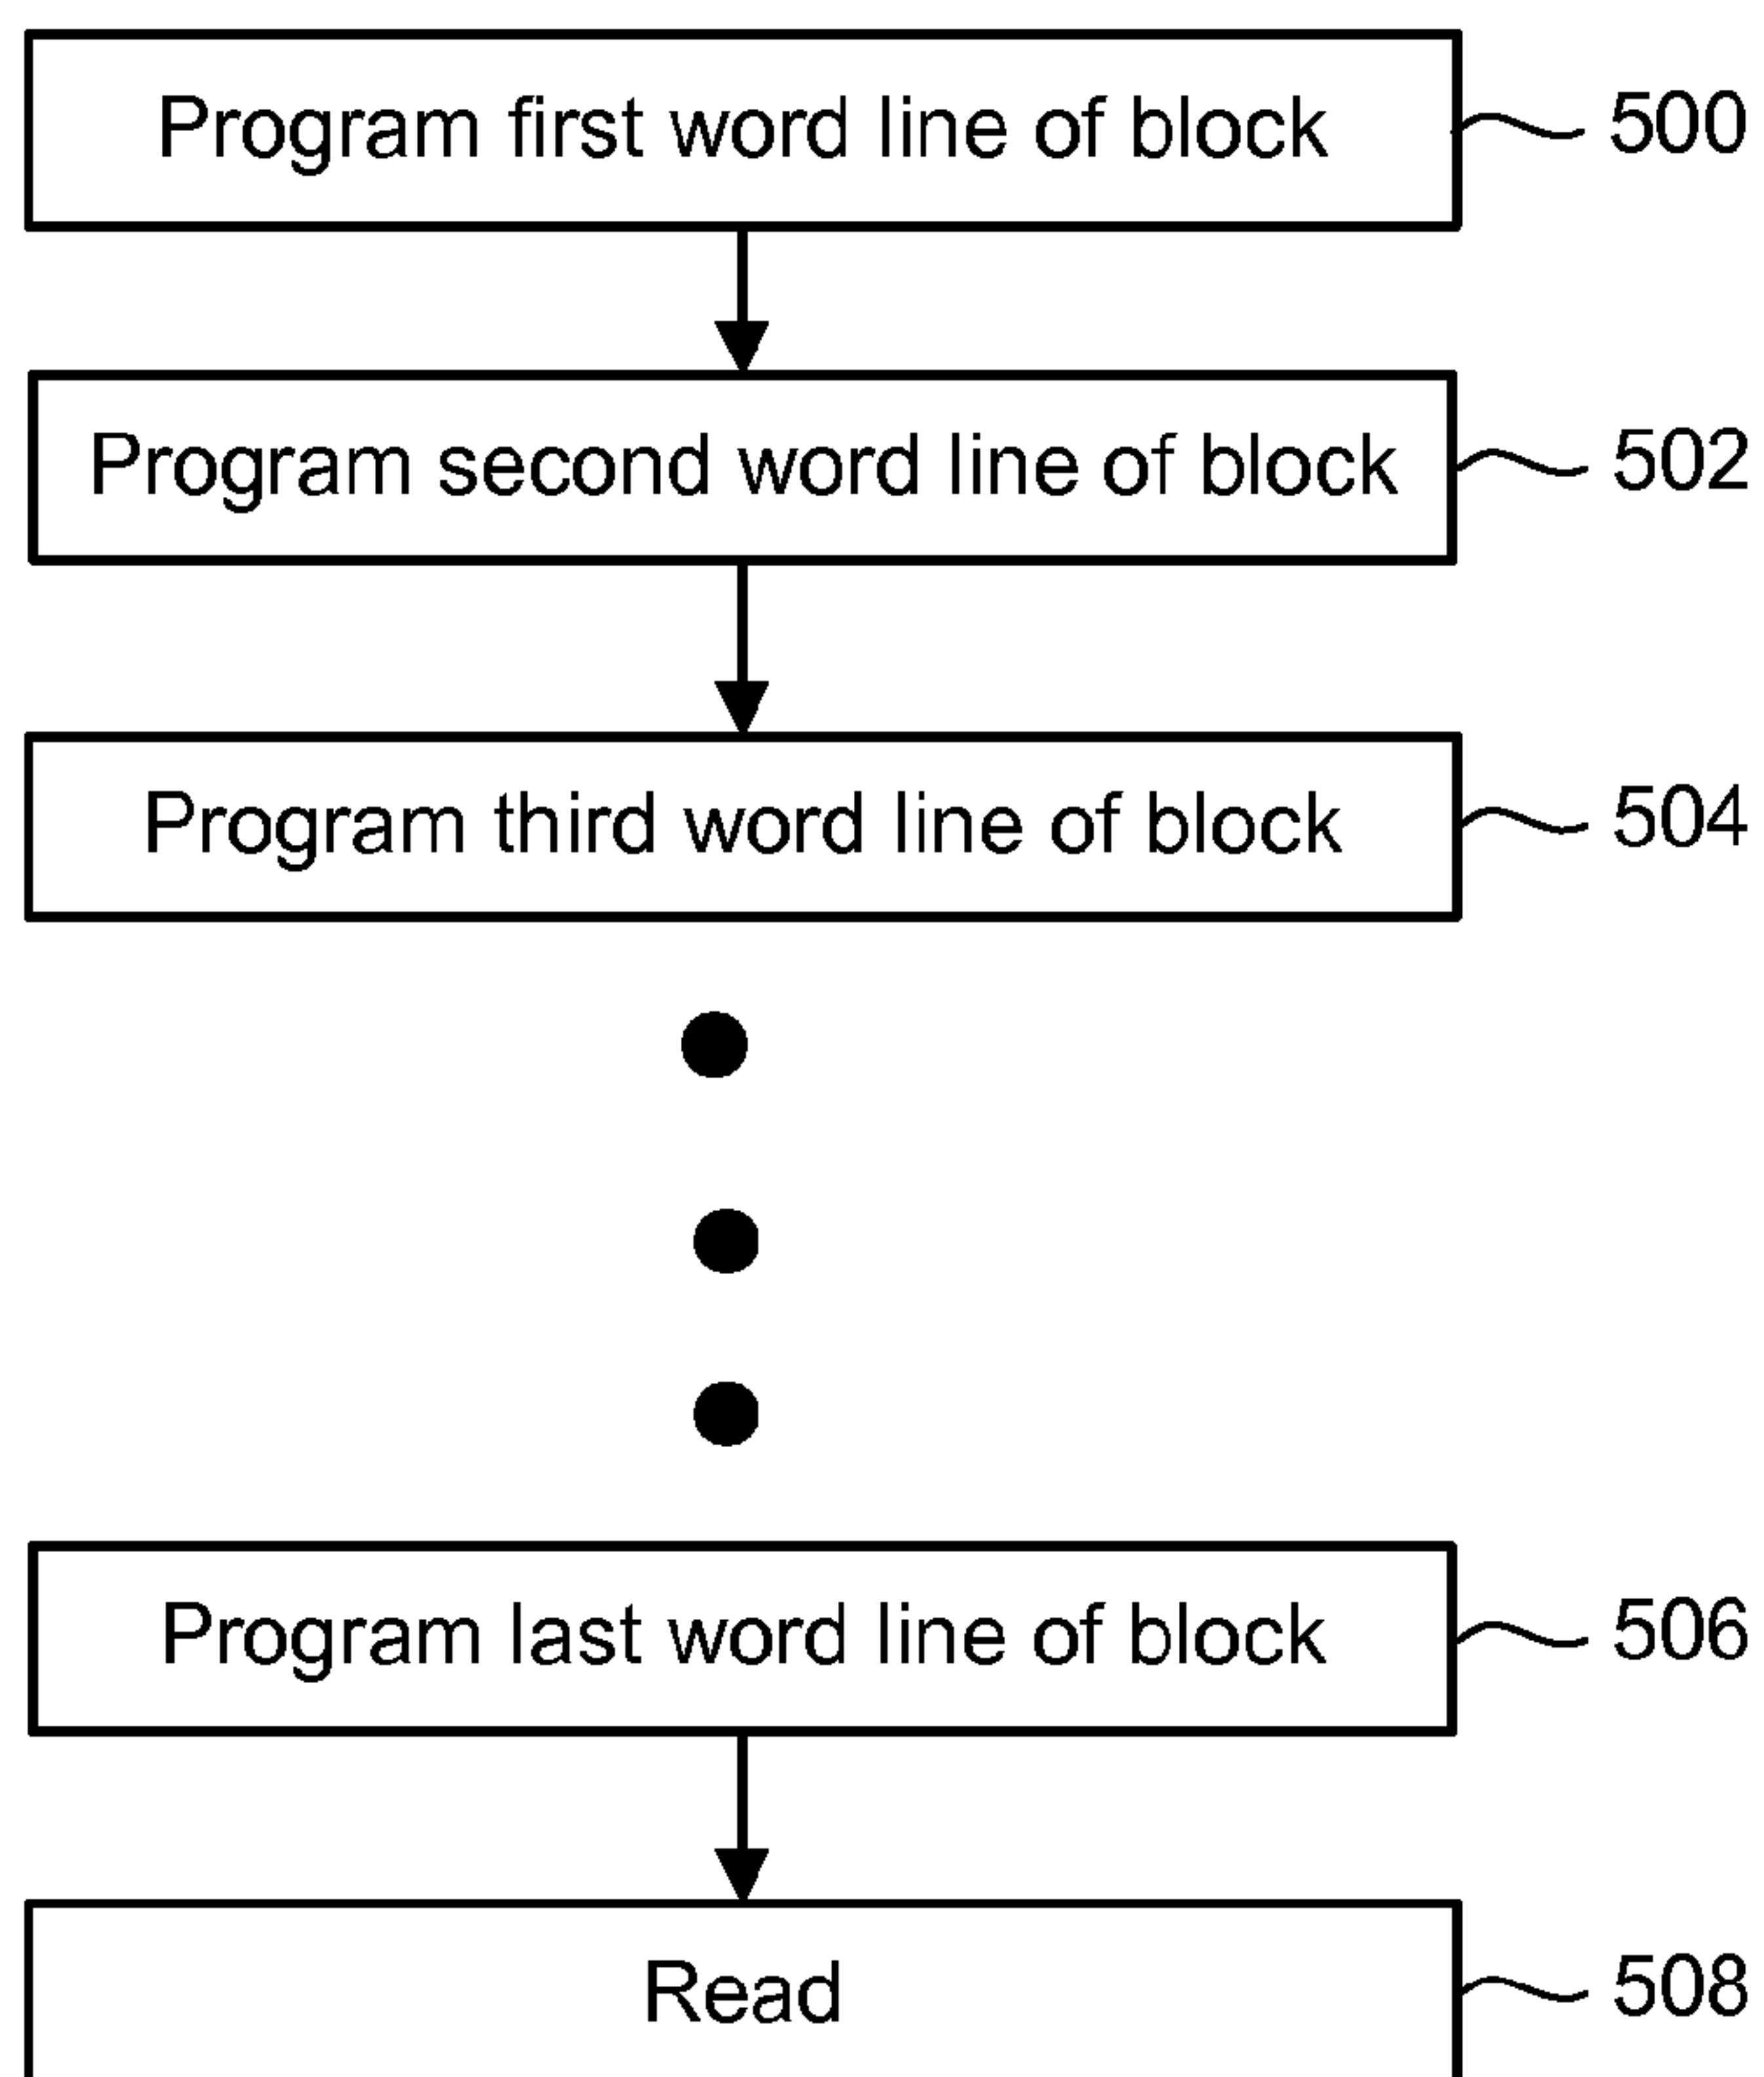 Program first word line of block 500
Program second word line of block 502
Program third word line of block 504
Program last word line of block 506
Read 508